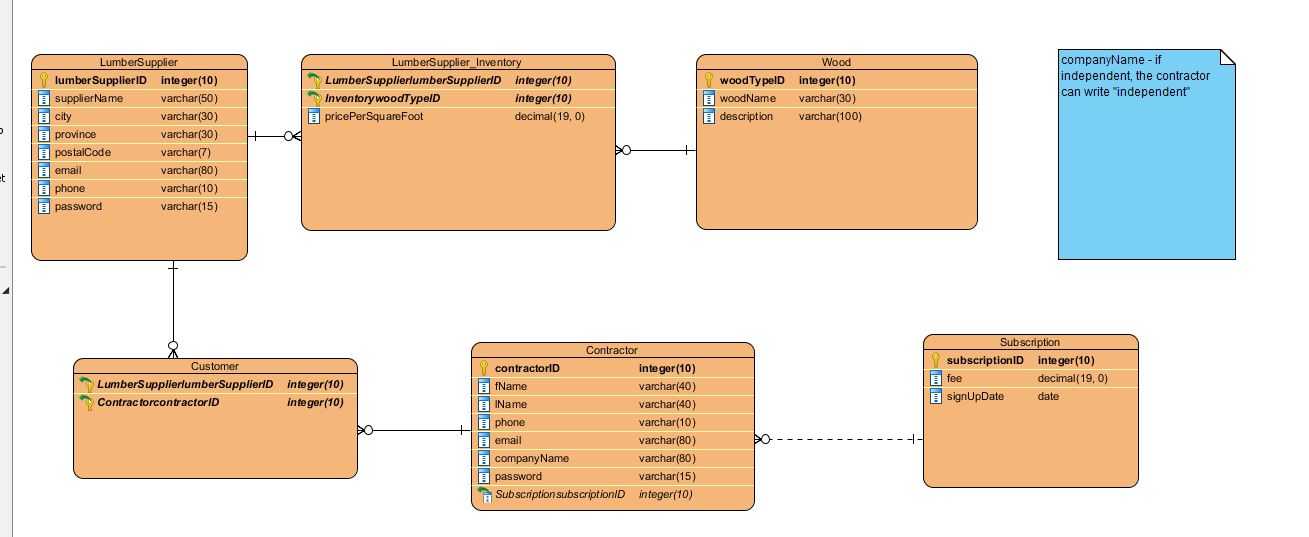 LumberSupplier
lumberSupplierID integer(10)
supplierName varchar(50)
city varchar(30)
province varchar(30)
postalCode varchar(7)
email varchar(80)
phone varchar(10)
password varchar(15)
LumberSupplier_Inventory
LumberSupplierlumberSupplierID integer(10)
InventorywoodTypeID integer(10)
pricePerSquareFoot decimal(19, 0)
Wood
woodTypeID integer(10)
woodName varchar(30)
description varchar(100)
companyName - if
independent, the contractor
can write "independent"
Customer
LumberSupplierlumberSupplierID integer(10)
ContractorcontractorID integer(10)
Contractor
contractorID integer(10)
fName varchar(40)
lName varchar(40)
phone varchar(10)
email varchar(80)
companyName varchar(80)
password varchar(15)
SubscriptionsubscriptionID integer(10)
Subscription
subscriptionID integer(10)
fee decimal(19, 0)
signUpDate date